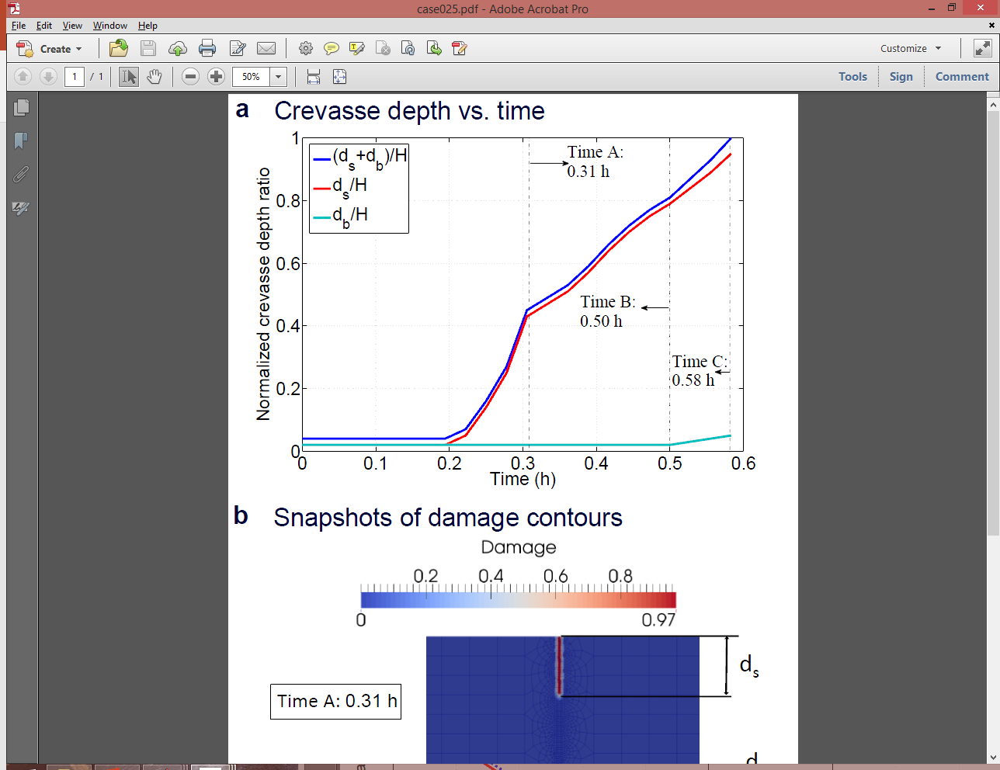 case025.pdf - Adobe Acrobat Pro
File Edit View Window Help
Create
Customize
1 / 1
50%
Tools Sign Comment
a Crevasse depth vs. time
Normalized crevasse depth ratio
1
0.8
0.6
0.4
0.2
0
(ds+db)/H
ds/H
db/H
Time A:
0.31 h
Time B:
0.50 h
Time C:
0.58 h
0 0.1 0.2 0.3 0.4 0.5 0.6
Time (h)
b Snapshots of damage contours
Damage
0.2 0.4 0.6 0.8
0 0.97
ds
Time A: 0.31 h